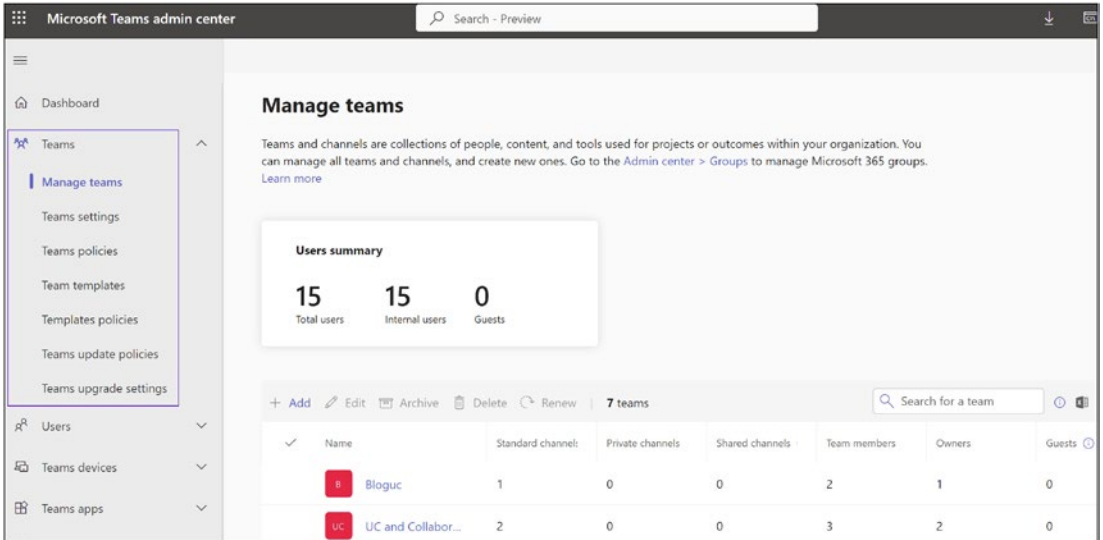 Microsoft Teams admin center
Search - Preview
Dashboard
Teams
Manage teams
Teams settings
Teams policies
Team templates
Templates policies
Teams update policies
Teams upgrade settings
Users
Teams devices
Teams apps
Manage teams
Teams and channels are collections of people, content, and tools used for projects or outcomes within your organization. You
can manage all teams and channels, and create new ones. Go to the Admin center > Groups to manage Microsoft 365 groups.
Learn more
Users summary
15 15 0
Total users Internal users Guests
Add Edit Archive Delete Renew 7 teams Search for a team
Name Standard channels Private channels Shared channels Team members Owners Guests
B Bloguc 1 0 0 2 1 0
UC UC and Collabor... 2 0 0 3 2 0